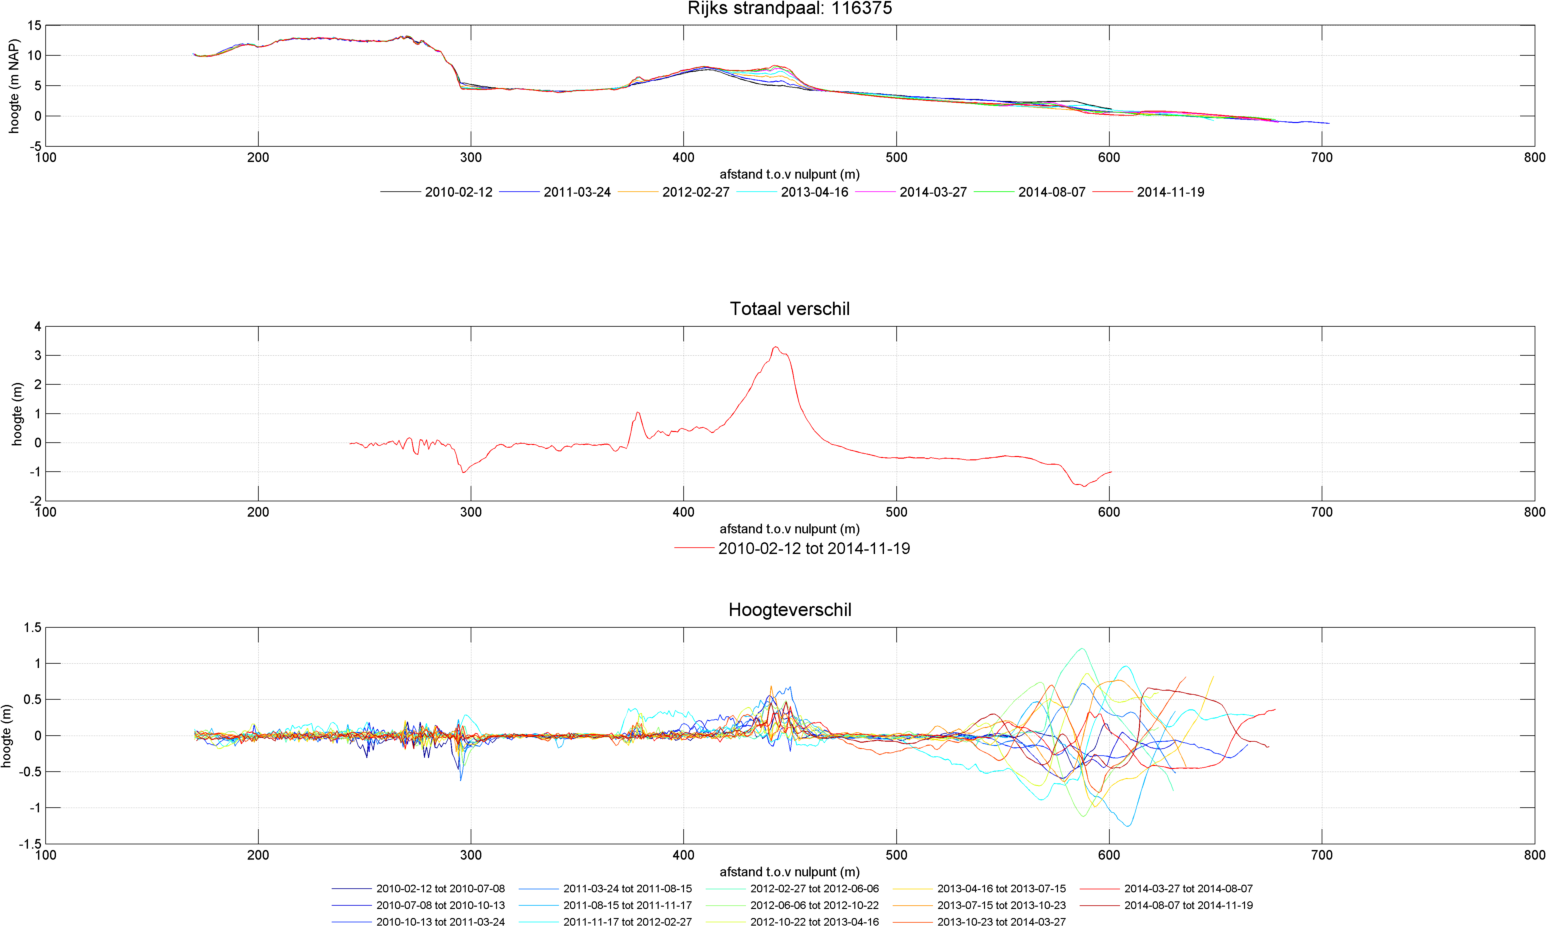 Rijks strandpaal: 116375
hoogte (m NAP)
15
10
5
0
-5
100 200 300 400 500 600 700 800
afstand t.o.v nulpunt (m)
2010-02-12 2011-03-24 2012-02-27 2013-04-16 2014-03-27 2014-08-07 2014-11-19
Totaal verschil
hoogte (m)
4
3
2
1
0
-1
-2
100 200 300 400 500 600 700 800
afstand t.o.v nulpunt (m)
2010-02-12 tot 2014-11-19
Hoogteverschil
hoogte (m)
1.5
1
0.5
0
-0.5
-1
-1.5
100 200 300 400 500 600 700 800
afstand t.o.v nulpunt (m)
2010-02-12 tot 2010-07-08 2011-03-24 tot 2011-08-15 2012-02-27 tot 2012-06-06 2013-04-16 tot 2013-07-15 2014-03-27 tot 2014-08-07
2010-07-08 tot 2010-10-13 2011-08-15 tot 2011-11-17 2012-06-06 tot 2012-10-22 2013-07-15 tot 2013-10-23 2014-08-07 tot 2014-11-19
2010-10-13 tot 2011-03-24 2011-11-17 tot 2012-02-27 2012-10-22 tot 2013-04-16 2013-10-23 tot 2014-03-27